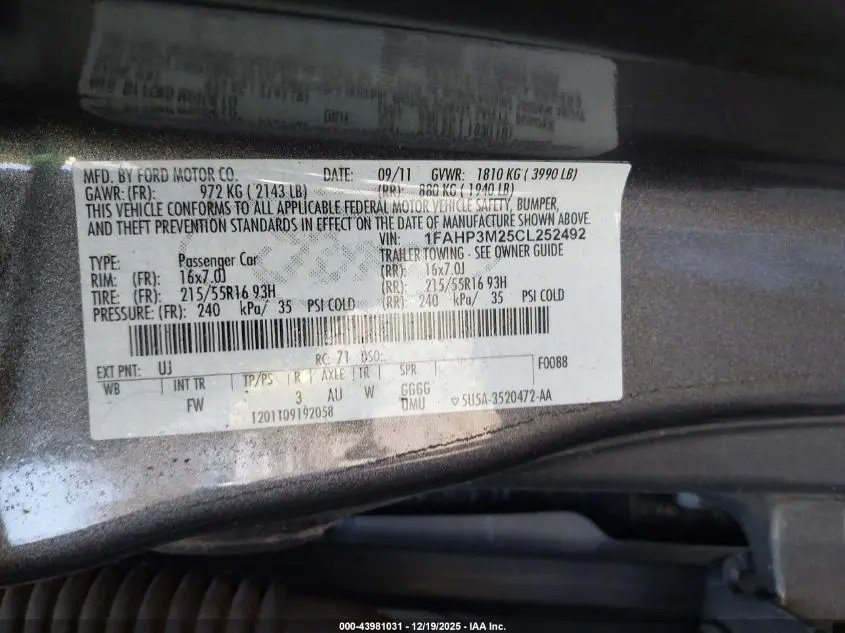 MFD. BY FORD MOTOR CO. DATE: 09/11 GVWR: 1810 KG ( 3990 LB)
GAWR: (FR): 972 KG ( 2143 LB) (RR): 880 KG ( 1940 LB)
THIS VEHICLE CONFORMS TO ALL APPLICABLE FEDERAL MOTOR VEHICLE SAFETY, BUMPER,
AND THEFT PREVENTION STANDARDS IN EFFECT ON THE DATE OF MANUFACTURE SHOWN ABOVE.
VIN: 1FAHP3M25CL252492
TYPE: Passenger Car TRAILER TOWING - SEE OWNER GUIDE
RIM: (FR): 16x7.0J (RR): 16x7.0J
TIRE: (FR): 215/55R16 93H (RR): 215/55R16 93H
PRESSURE: (FR): 240 kPa/ 35 PSI COLD (RR): 240 kPa/ 35 PSI COLD
EXT PNT: UJ RC: 71 DSO: F0088
WB INT TR TP/PS R AXLE TR SPR
FW 3 AU W GGGG
1201109192058 DMU 5U5A-3520472-AA
000-43981031 - 12/19/2025 - IAA Inc.